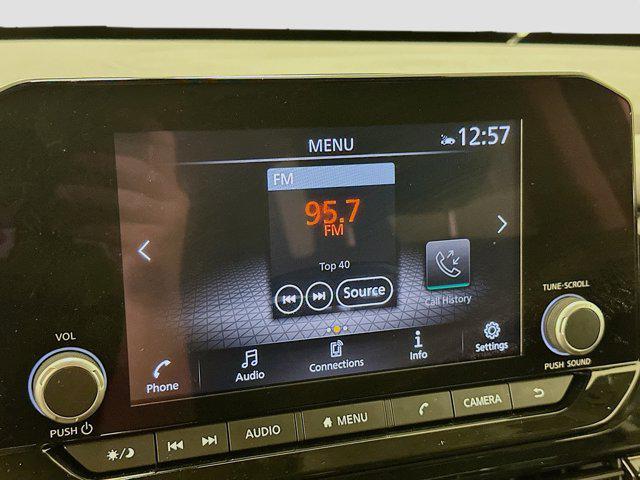 MENU
12:57
FM
95.7
FM
Top 40
Source
Call History
Phone
Audio
Connections
Info
Settings
VOL
PUSH
TUNE-SCROLL
PUSH SOUND
AUDIO
MENU
CAMERA